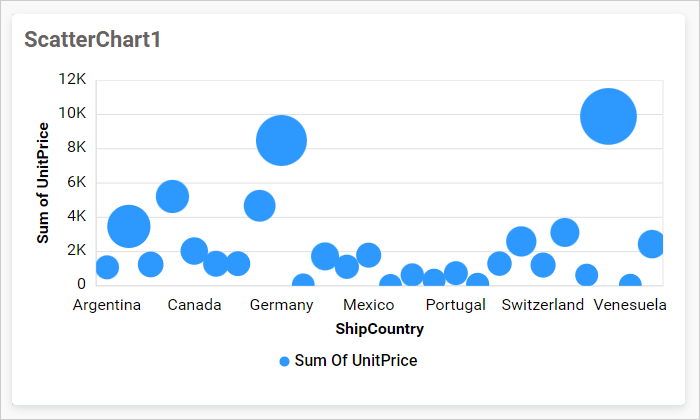 ScatterChart1
12K
10K
8K
6K
4K
2K
0
Sum of UnitPrice
Argentina Canada Germany Mexico Portugal Switzerland Venesuela
ShipCountry
Sum Of UnitPrice